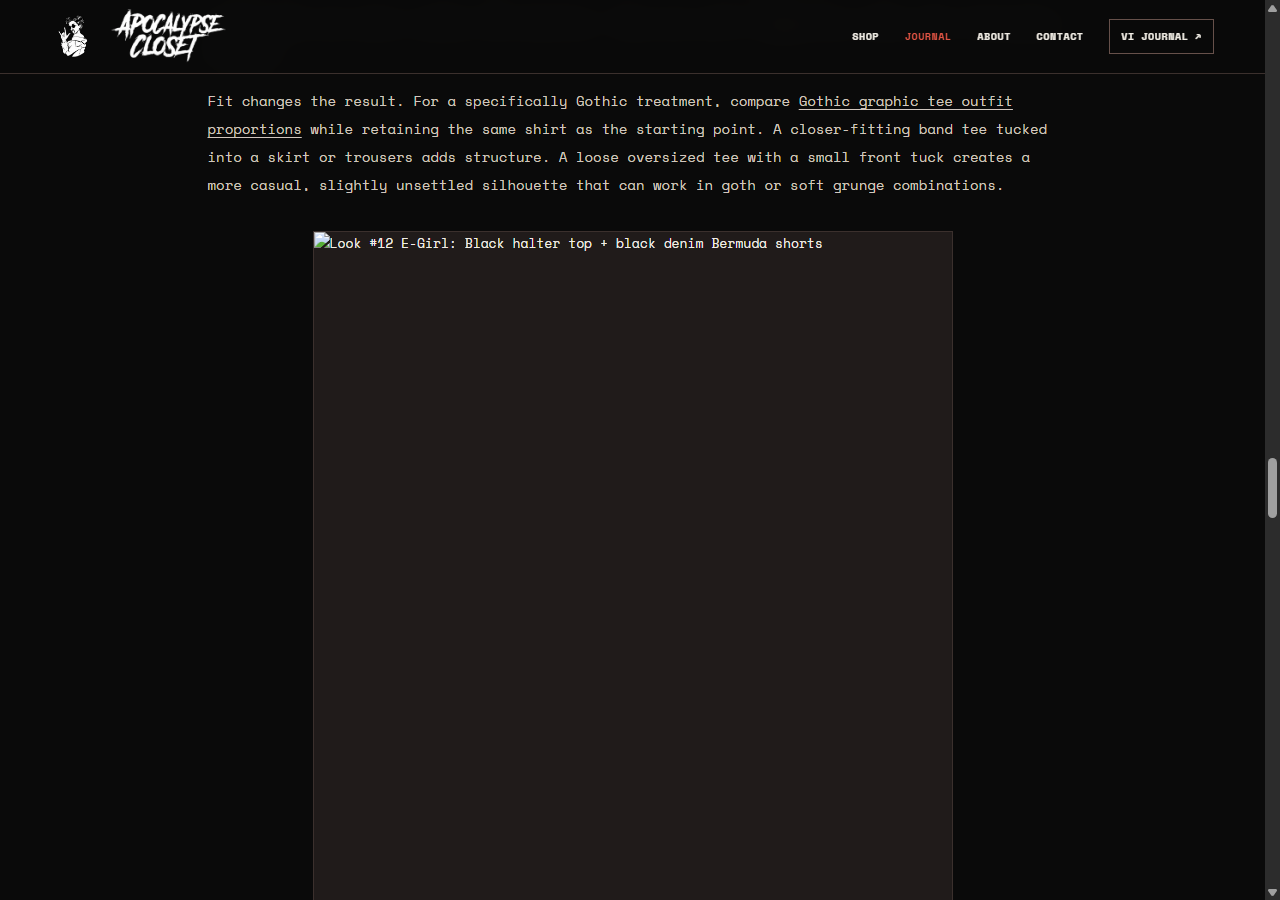 APOCALYPSE
CLOSET
SHOP JOURNAL ABOUT CONTACT VI JOURNAL ↗
Fit changes the result. For a specifically Gothic treatment, compare Gothic graphic tee outfit
proportions while retaining the same shirt as the starting point. A closer-fitting band tee tucked
into a skirt or trousers adds structure. A loose oversized tee with a small front tuck creates a
more casual, slightly unsettled silhouette that can work in goth or soft grunge combinations.
Look #12 E-Girl: Black halter top + black denim Bermuda shorts